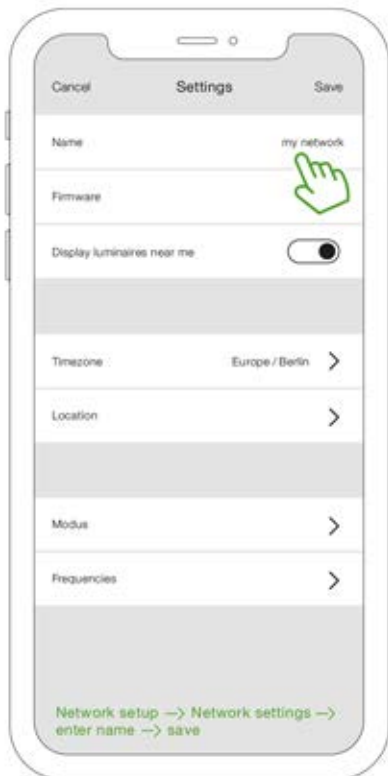 Cancel Settings Save
Name my network
Firmware
Display luminaires near me
Timezone Europe / Berlin
Location
Modus
Frequencies
Network setup —> Network settings —>
enter name —> save